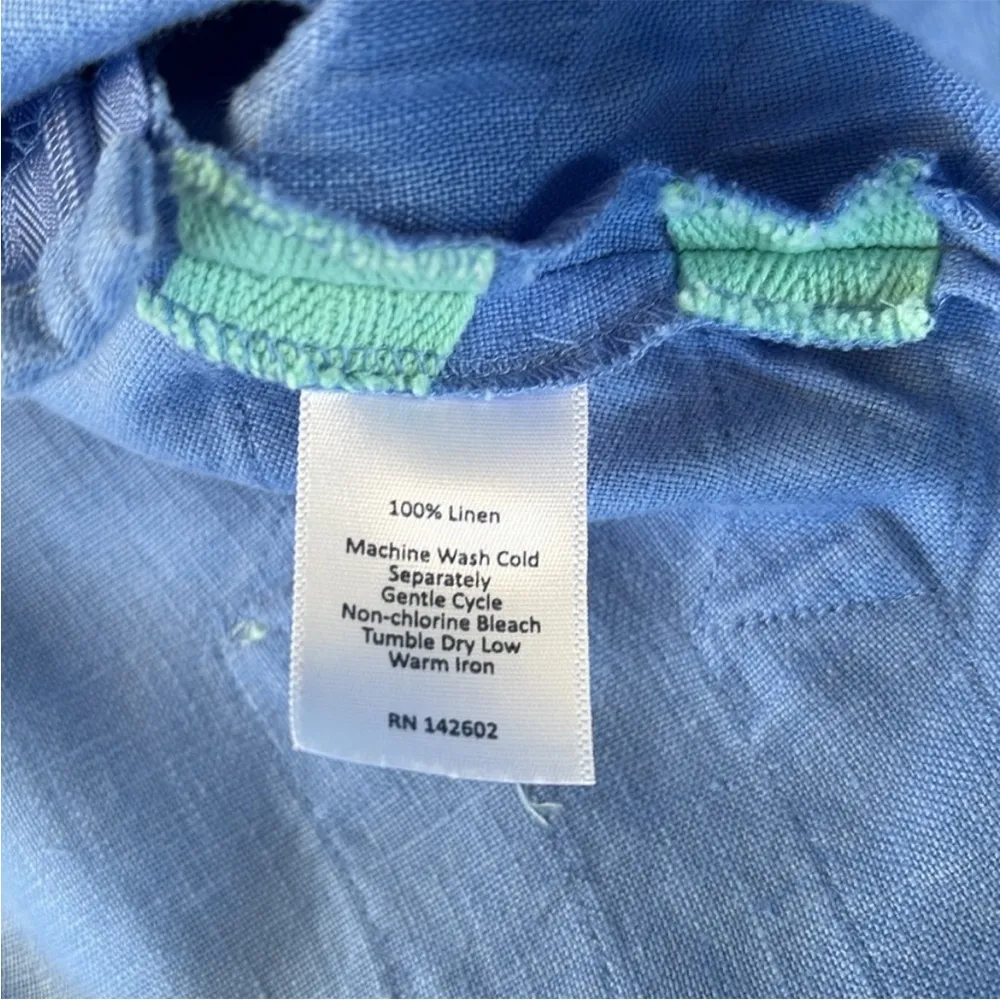 100% Linen
Machine Wash Cold
Separately
Gentle Cycle
Non-chlorine Bleach
Tumble Dry Low
Warm Iron
RN 142602